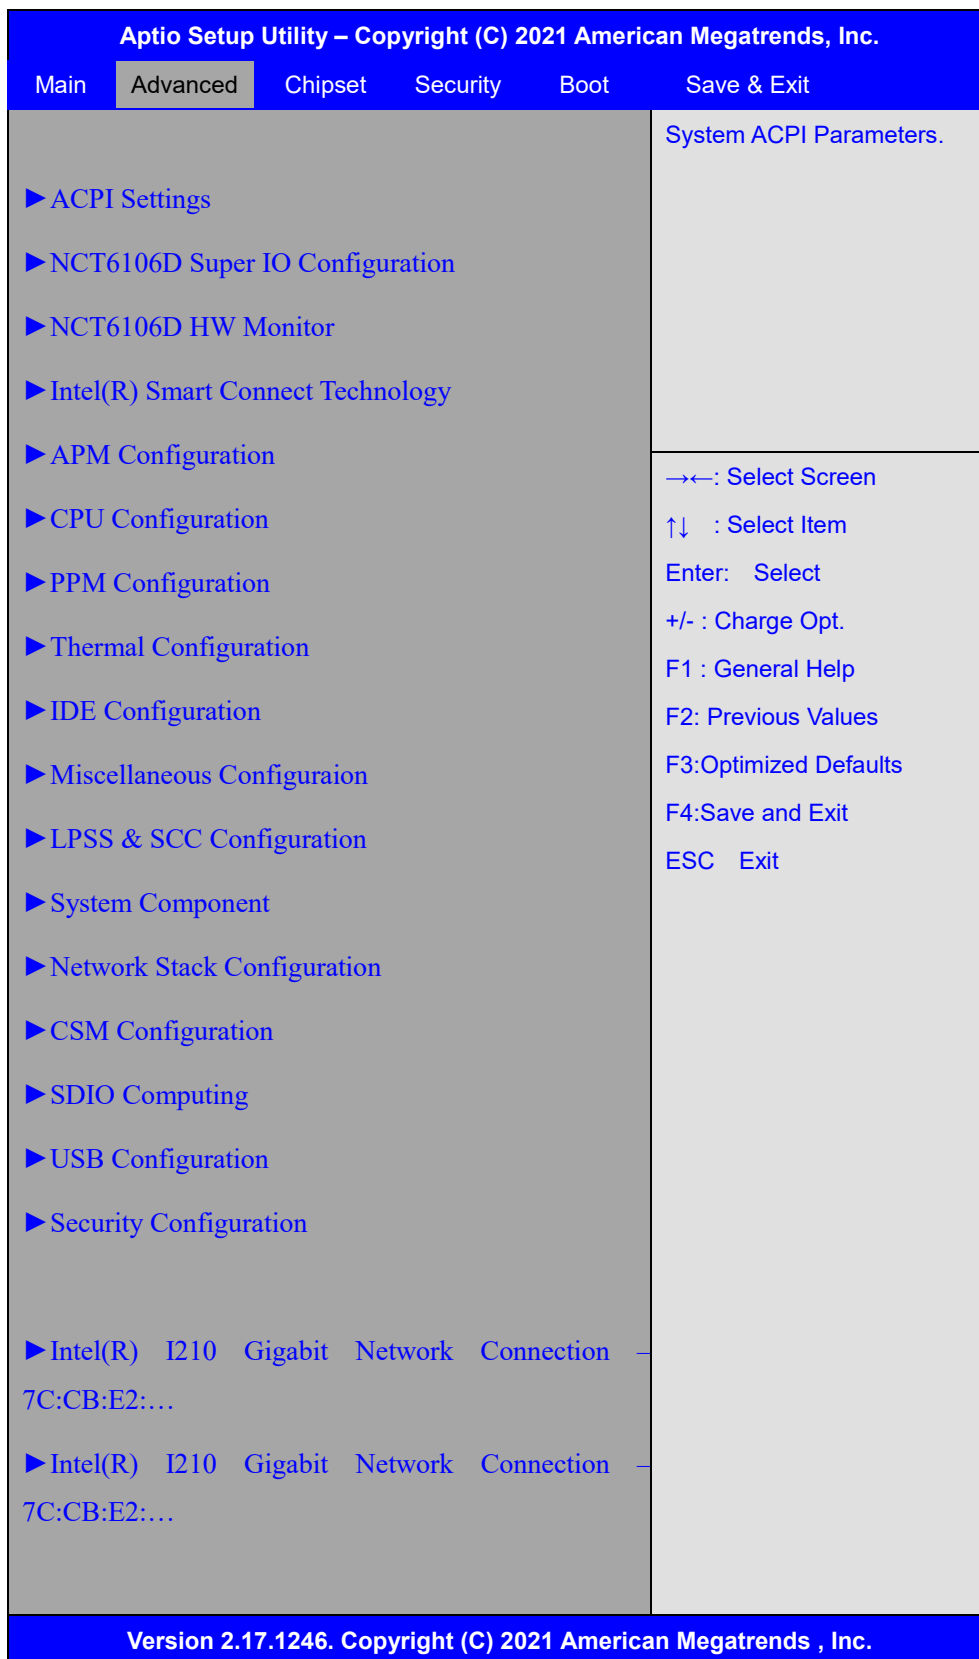 Aptio Setup Utility – Copyright (C) 2021 American Megatrends, Inc.
Main Advanced Chipset Security Boot Save & Exit
System ACPI Parameters.
►ACPI Settings
►NCT6106D Super IO Configuration
►NCT6106D HW Monitor
►Intel(R) Smart Connect Technology
►APM Configuration
►CPU Configuration
►PPM Configuration
►Thermal Configuration
►IDE Configuration
►Miscellaneous Configuraion
►LPSS & SCC Configuration
►System Component
►Network Stack Configuration
►CSM Configuration
►SDIO Computing
►USB Configuration
►Security Configuration
►Intel(R) I210 Gigabit Network Connection –
7C:CB:E2:…
►Intel(R) I210 Gigabit Network Connection –
7C:CB:E2:…
→←: Select Screen
↑↓ : Select Item
Enter: Select
+/- : Charge Opt.
F1 : General Help
F2: Previous Values
F3:Optimized Defaults
F4:Save and Exit
ESC Exit
Version 2.17.1246. Copyright (C) 2021 American Megatrends , Inc.